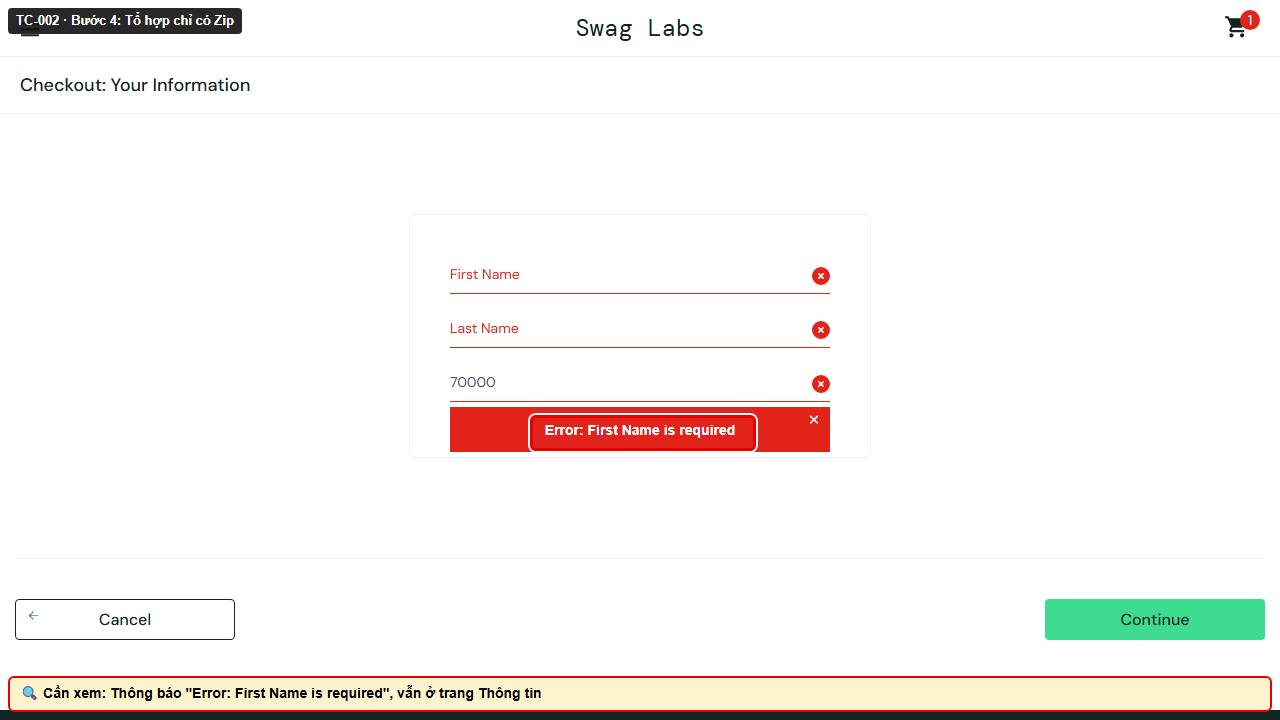 TC-002 · Bước 4: Tổ hợp chỉ có Zip
Swag Labs
1
Checkout: Your Information
First Name
Last Name
70000
Error: First Name is required
Cancel
Continue
Cần xem: Thông báo "Error: First Name is required", vẫn ở trang Thông tin